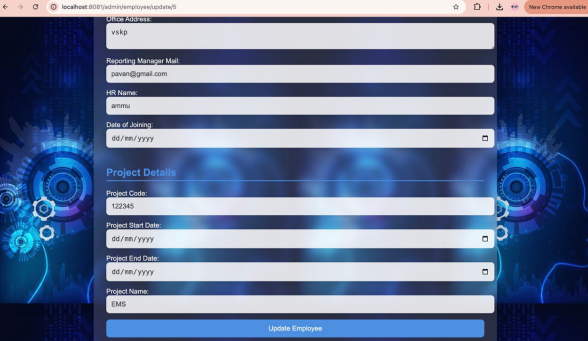 localhost:8081/admin/employee/update/5
New Chrome available
Office Address:
vskp
Reporting Manager Mail:
pavan@gmail.com
HR Name:
ammu
Date of Joining:
dd/mm/yyyy
Project Details
Project Code:
122345
Project Start Date:
dd/mm/yyyy
Project End Date:
dd/mm/yyyy
Project Name:
EMS
Update Employee